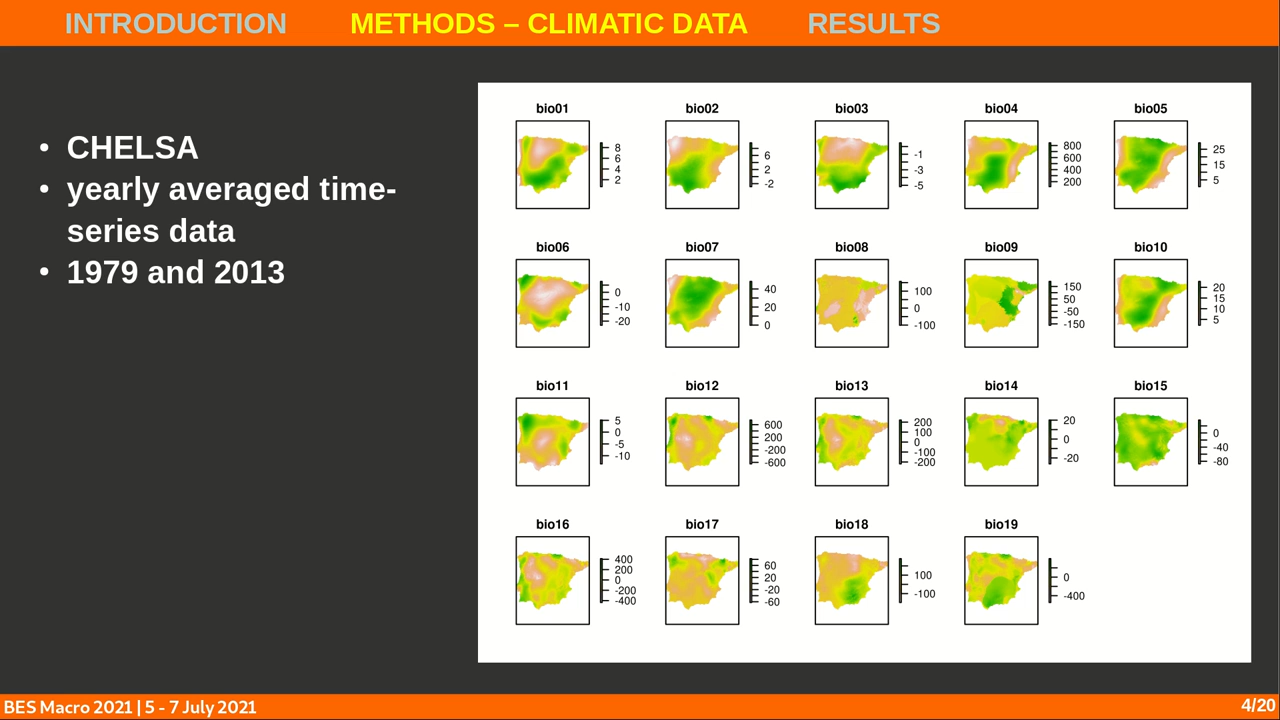 INTRODUCTION METHODS – CLIMATIC DATA RESULTS
• CHELSA
• yearly averaged time-
series data
• 1979 and 2013
bio01 bio02 bio03 bio04 bio05
8 6 4 2
6 2 -2
-1 -3 -5
800 600 400 200
25 15 5
bio06 bio07 bio08 bio09 bio10
0 -10 -20
40 20 0
100 0 -100
150 50 -50 -150
20 15 10 5
bio11 bio12 bio13 bio14 bio15
5 0 -5 -10
600 200 -200 -600
200 100 0 -100 -200
20 0 -20
0 -40 -80
bio16 bio17 bio18 bio19
400 200 0 -200 -400
60 20 -20 -60
100 -100
0 -400
BES Macro 2021 | 5 - 7 July 2021 4/20